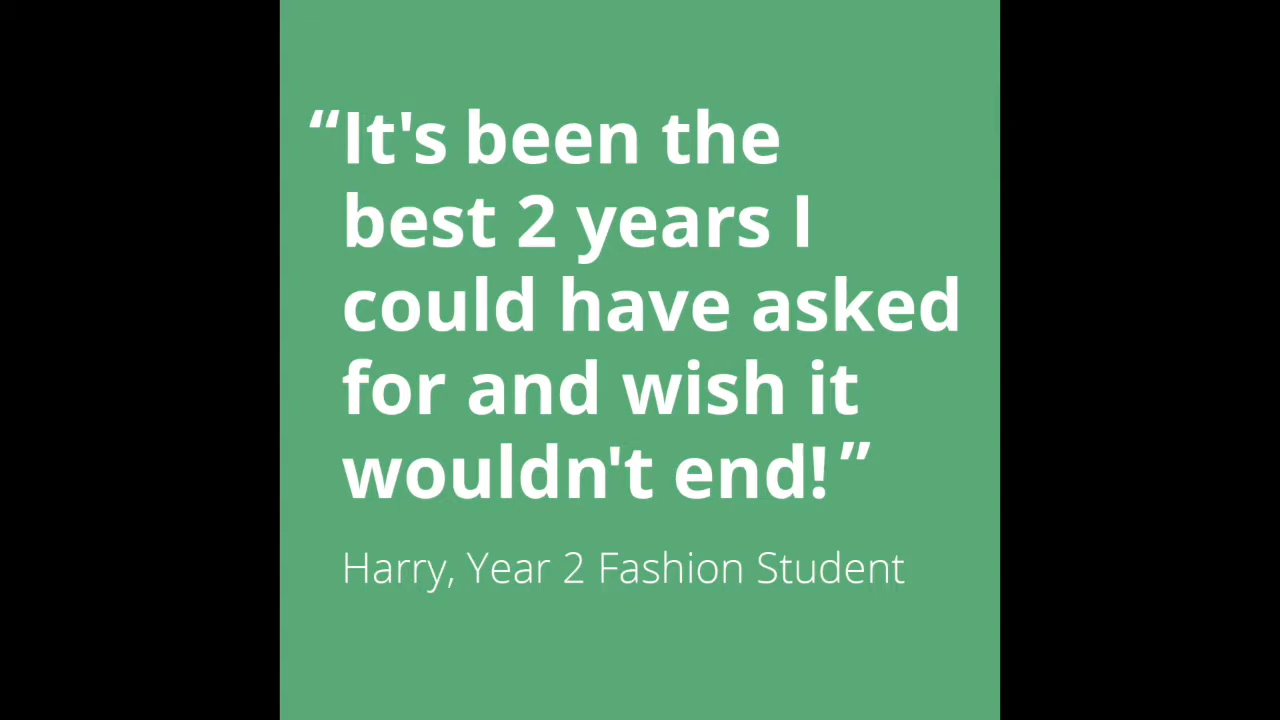 “It's been the
best 2 years I
could have asked
for and wish it
wouldn't end!”
Harry, Year 2 Fashion Student